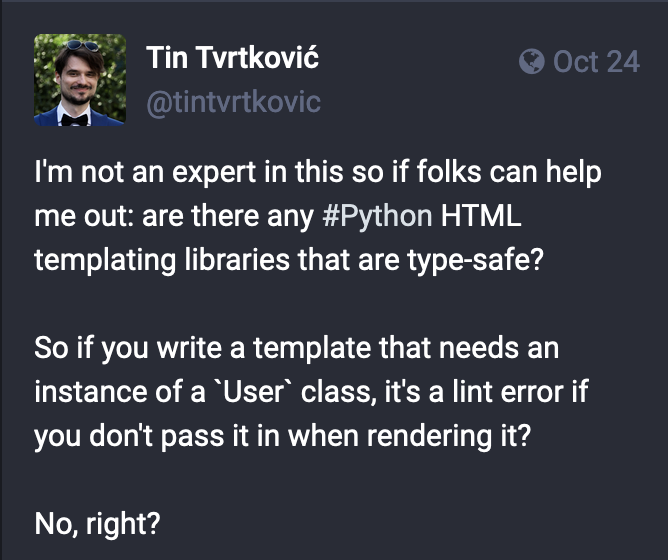 Tin Tvrtković
Oct 24
@tintvrtkovic
I'm not an expert in this so if folks can help
me out: are there any #Python HTML
templating libraries that are type-safe?
So if you write a template that needs an
instance of a `User` class, it's a lint error if
you don't pass it in when rendering it?
No, right?